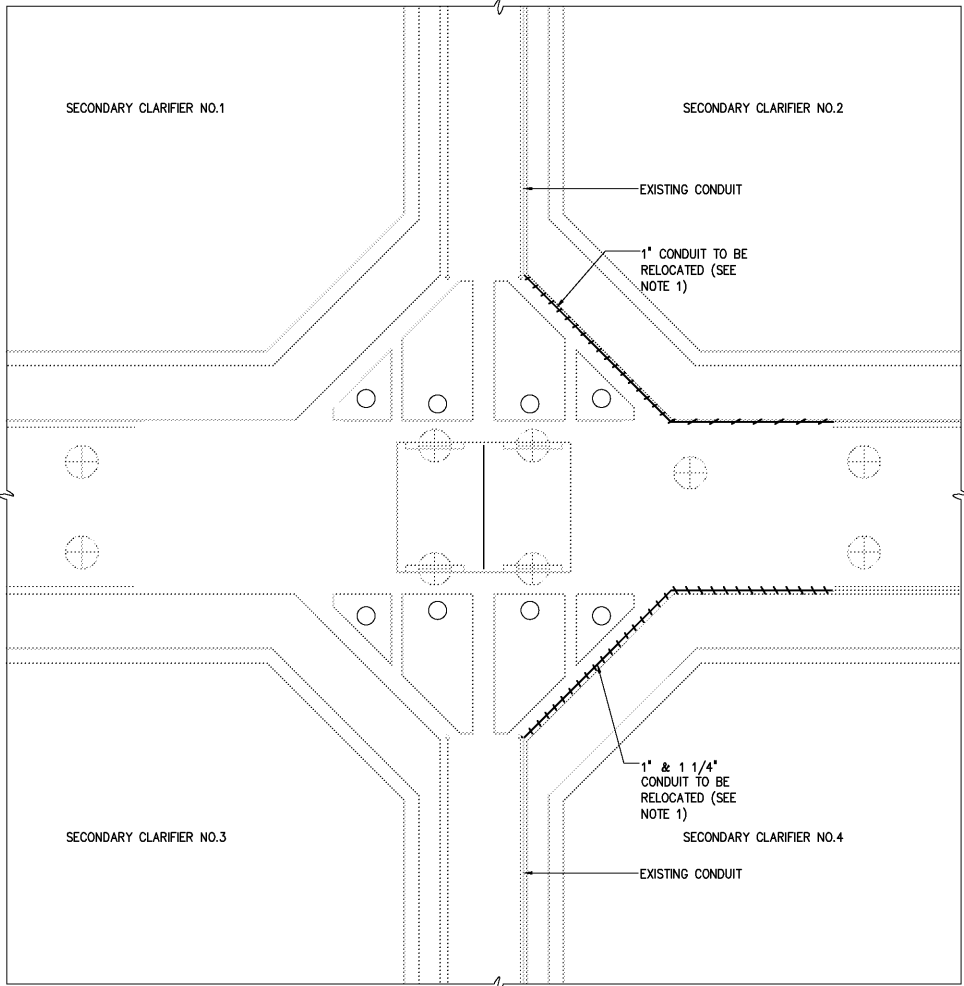 SECONDARY CLARIFIER NO.1
SECONDARY CLARIFIER NO.2
EXISTING CONDUIT
1" CONDUIT TO BE
RELOCATED (SEE
NOTE 1)
1" & 1 1/4"
CONDUIT TO BE
RELOCATED (SEE
NOTE 1)
SECONDARY CLARIFIER NO.3
SECONDARY CLARIFIER NO.4
EXISTING CONDUIT